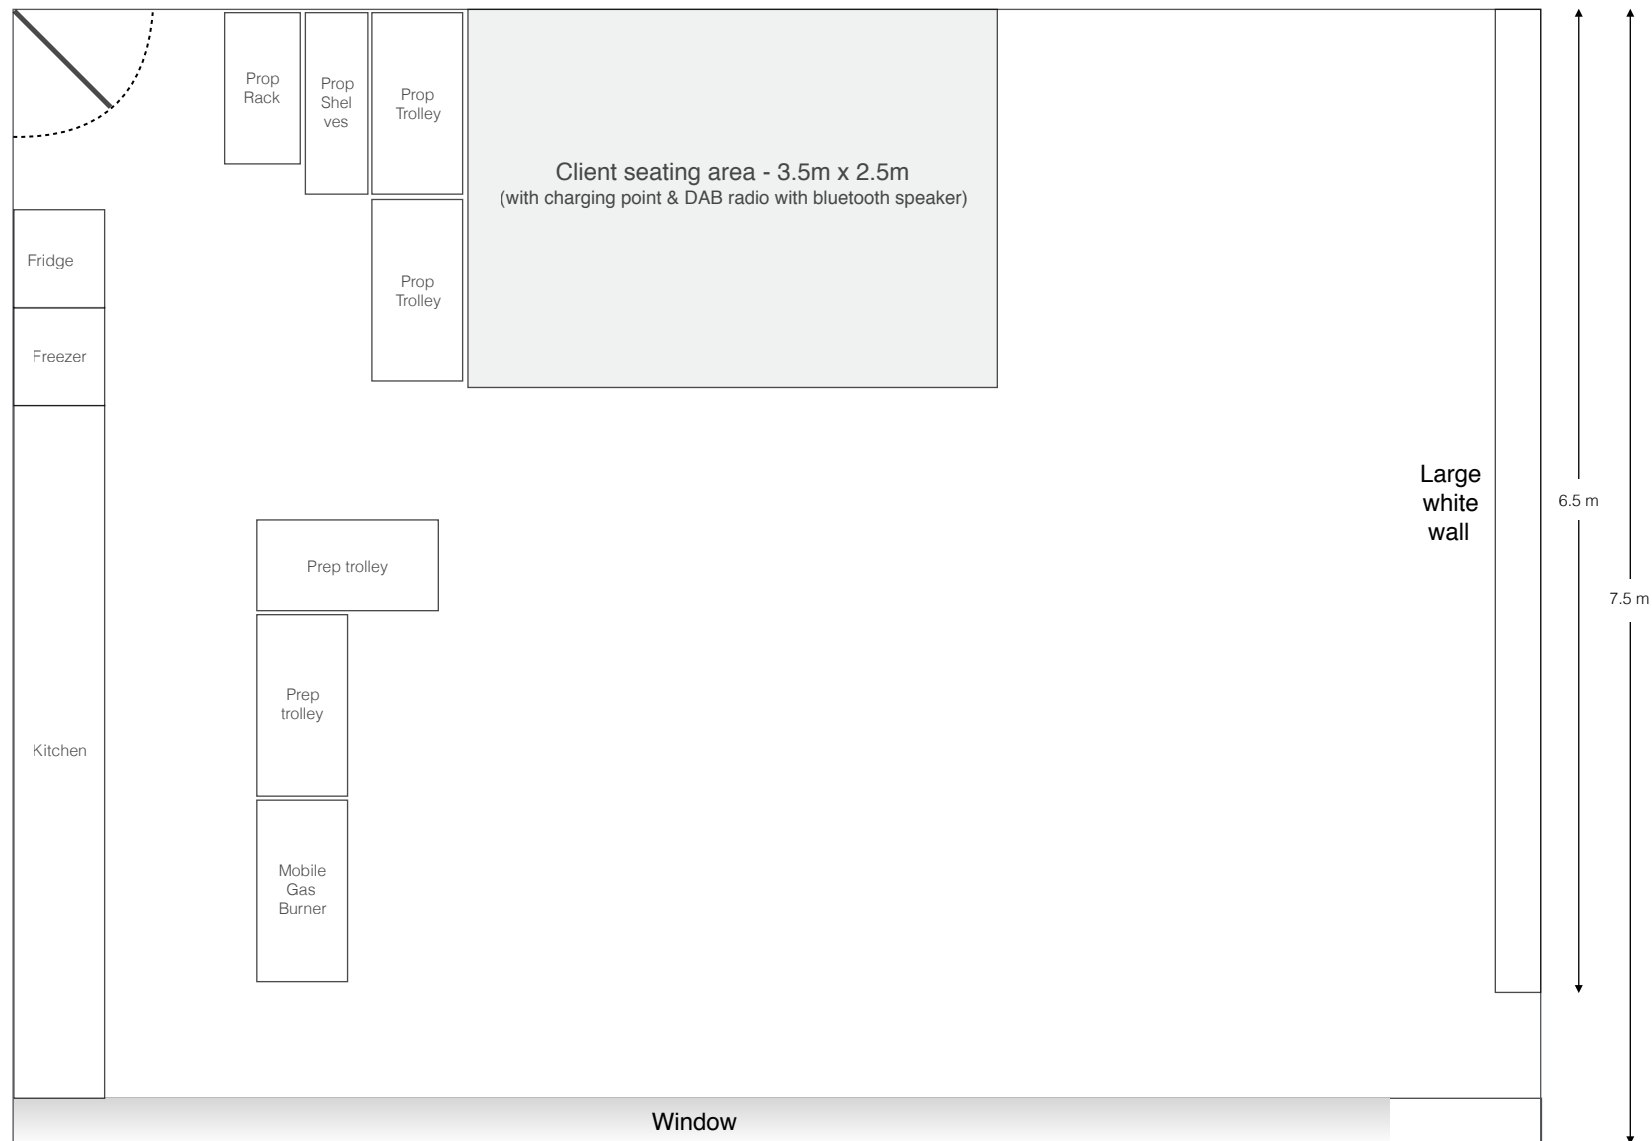 Prop
Rack
Prop
Shel
ves
Prop
Trolley
Client seating area - 3.5m x 2.5m
(with charging point & DAB radio with bluetooth speaker)
Fridge
Prop
Trolley
Freezer
Large
white
wall
6.5 m
Prep trolley
7.5 m
Prep
trolley
Kitchen
Mobile
Gas
Burner
Window